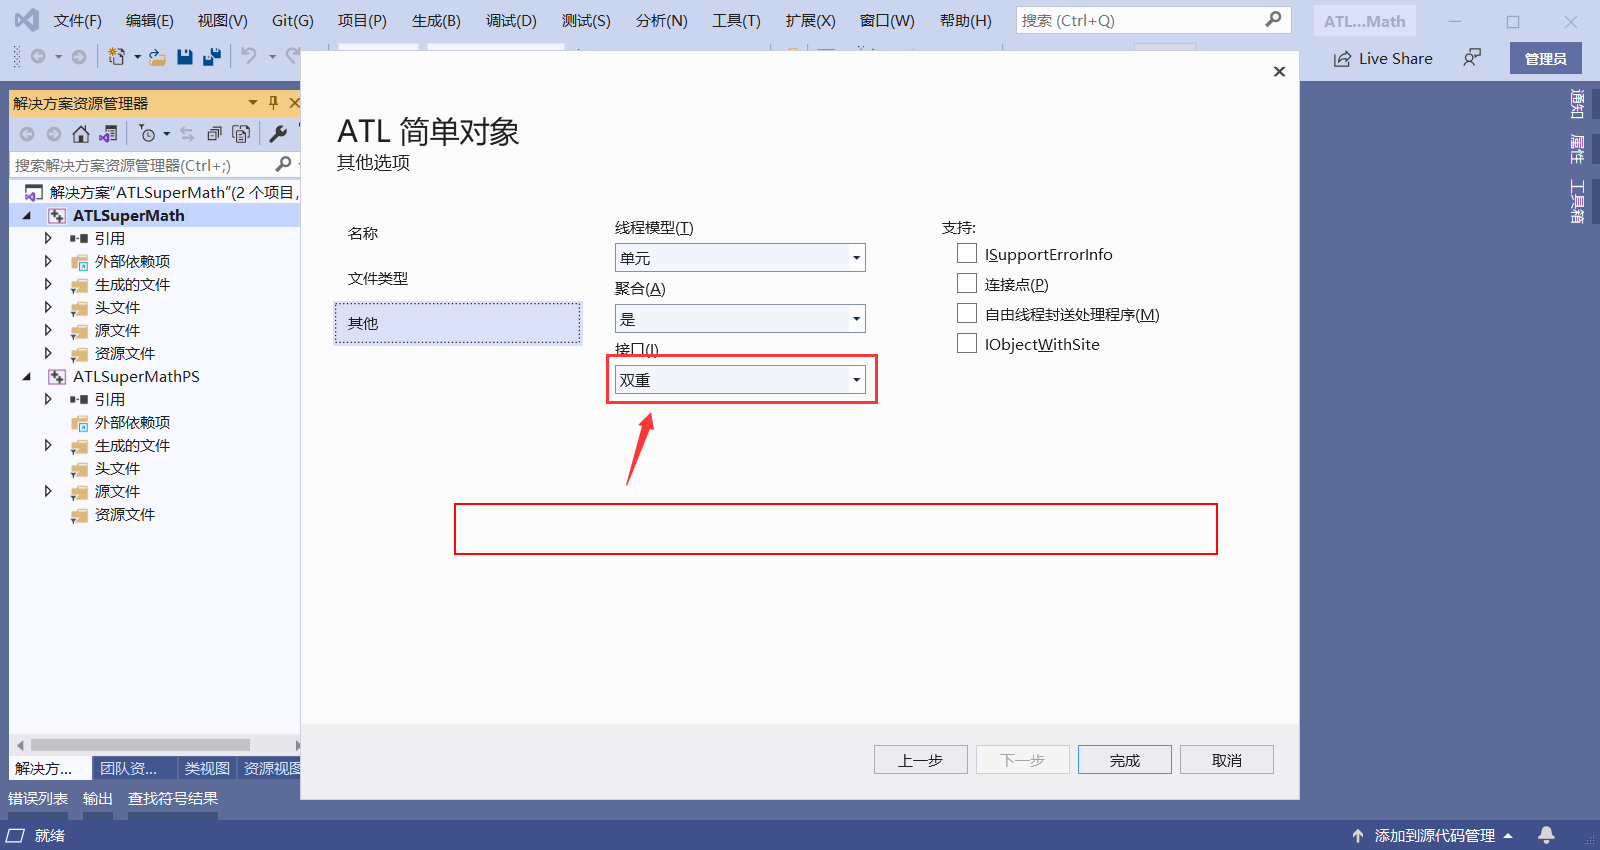 文件(F) 编辑(E) 视图(V) Git(G) 项目(P) 生成(B) 调试(D) 测试(S) 分析(N) 工具(T) 扩展(X) 窗口(W) 帮助(H) 搜索 (Ctrl+Q) ATL...Math
Live Share 管理员
解决方案资源管理器
搜索解决方案资源管理器(Ctrl+;)
解决方案"ATLSuperMath"(2 个项目,
ATLSuperMath
引用
外部依赖项
生成的文件
头文件
源文件
资源文件
ATLSuperMathPS
引用
外部依赖项
生成的文件
头文件
源文件
资源文件
ATL 简单对象
其他选项
名称
文件类型
其他
线程模型(T)
单元
聚合(A)
是
接口(I)
双重
支持:
ISupportErrorInfo
连接点(P)
自由线程封送处理程序(M)
IObjectWithSite
上一步 下一步 完成 取消
通知
属性
工具箱
解决方... 团队资... 类视图 资源视图
错误列表 输出 查找符号结果
就绪 添加到源代码管理